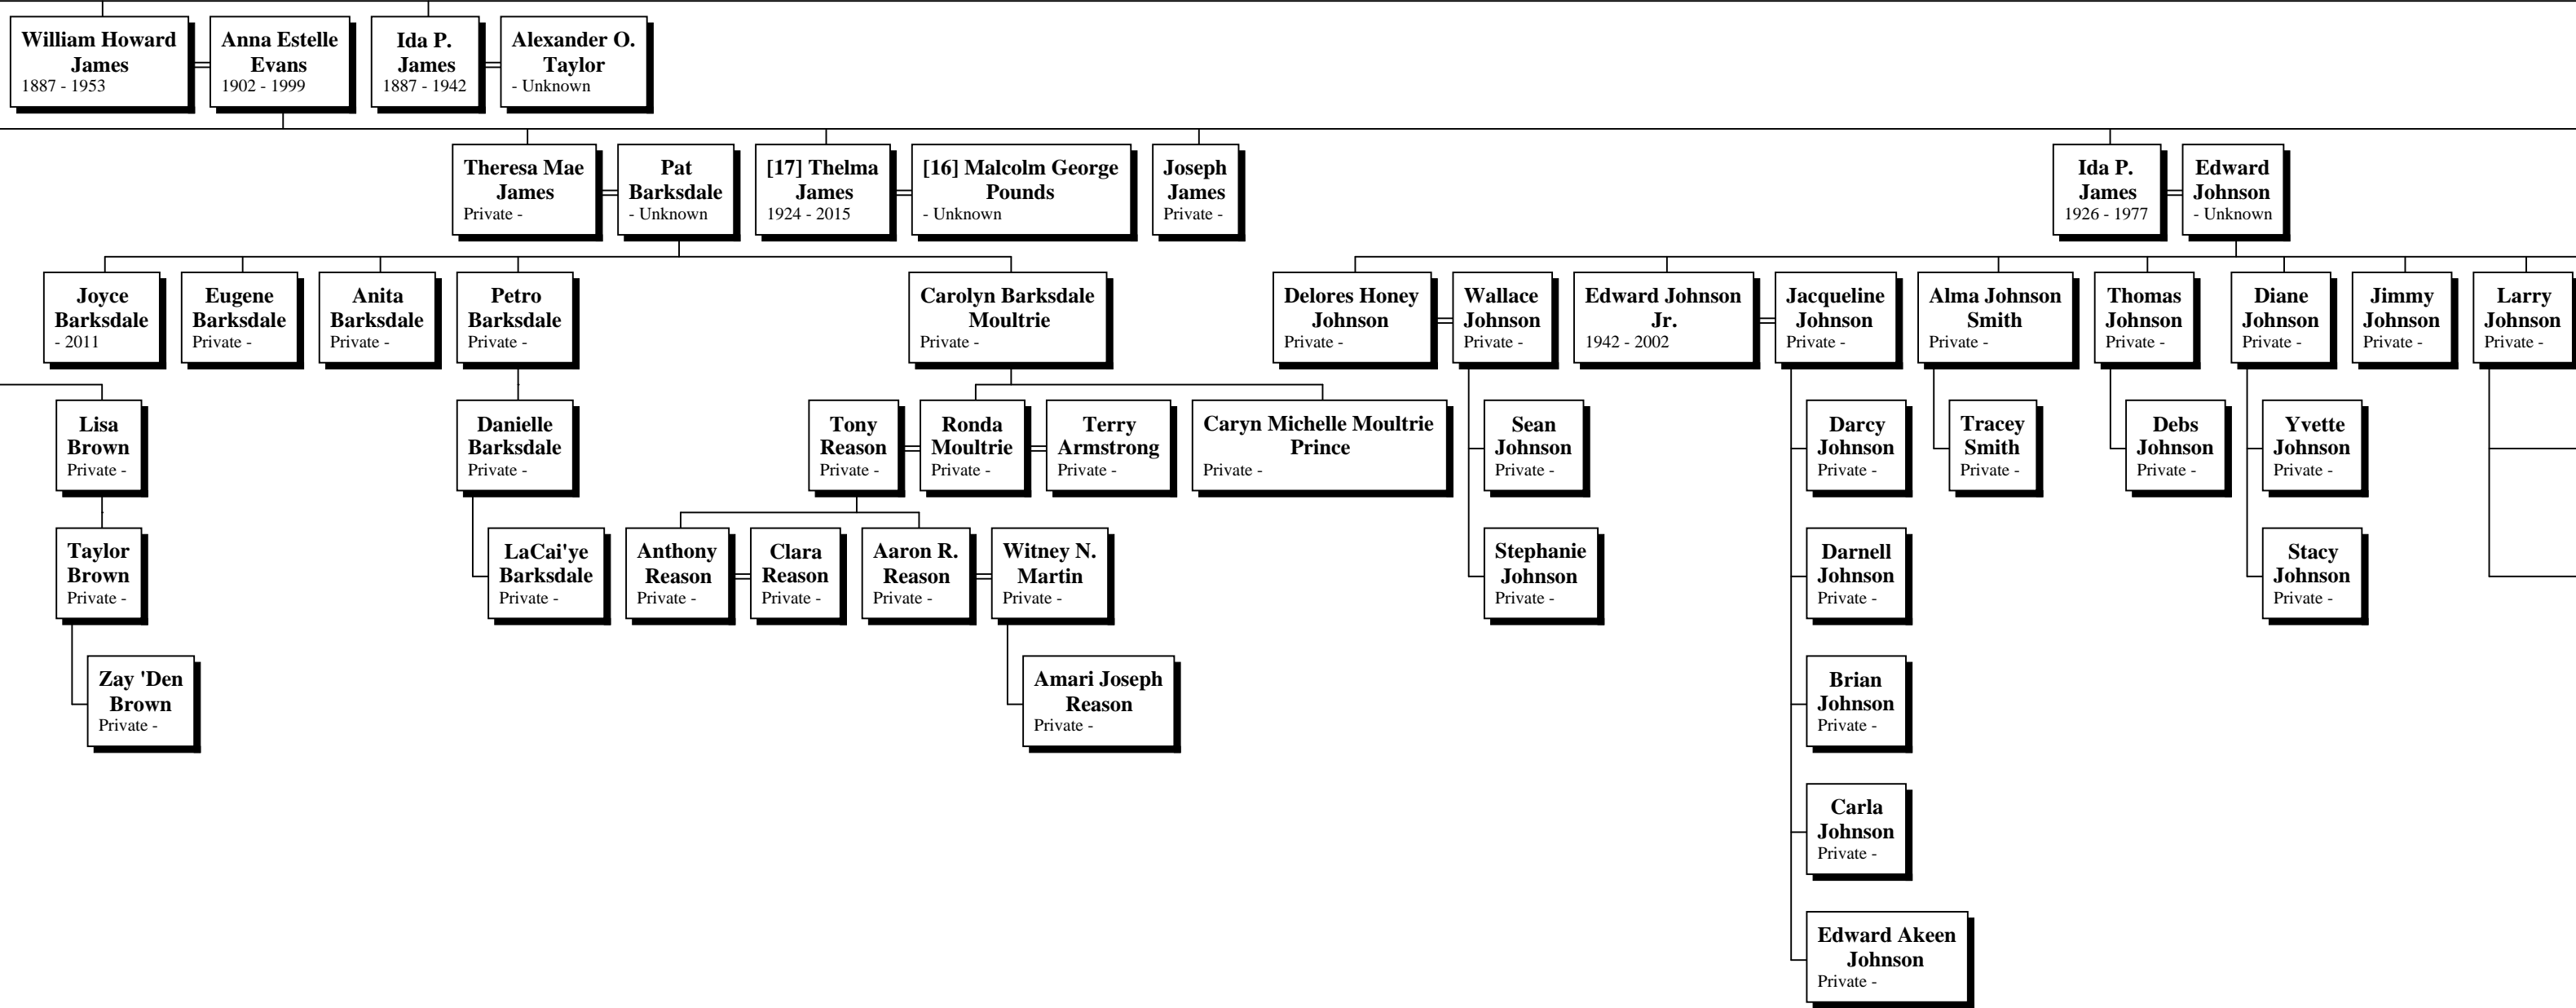 William Howard
James
1887 - 1953
Anna Estelle
Evans
1902 - 1999
Ida P.
James
1887 - 1942
Alexander O.
Taylor
- Unknown
Theresa Mae
James
Private -
Pat
Barksdale
- Unknown
[17] Thelma
James
1924 - 2015
[16] Malcolm George
Pounds
- Unknown
Joseph
James
Private -
Ida P.
James
1926 - 1977
Edward
Johnson
- Unknown
Joyce
Barksdale
- 2011
Eugene
Barksdale
Private -
Anita
Barksdale
Private -
Petro
Barksdale
Private -
Carolyn Barksdale
Moultrie
Private -
Delores Honey
Johnson
Private -
Wallace
Johnson
Private -
Edward Johnson
Jr.
1942 - 2002
Jacqueline
Johnson
Private -
Alma Johnson
Smith
Private -
Thomas
Johnson
Private -
Diane
Johnson
Private -
Jimmy
Johnson
Private -
Larry
Johnson
Private -
Lisa
Brown
Private -
Danielle
Barksdale
Private -
Tony
Reason
Private -
Ronda
Moultrie
Private -
Terry
Armstrong
Private -
Caryn Michelle Moultrie
Prince
Private -
Sean
Johnson
Private -
Darcy
Johnson
Private -
Tracey
Smith
Private -
Debs
Johnson
Private -
Yvette
Johnson
Private -
Taylor
Brown
Private -
LaCai'ye
Barksdale
Private -
Anthony
Reason
Private -
Clara
Reason
Private -
Aaron R.
Reason
Private -
Witney N.
Martin
Private -
Stephanie
Johnson
Private -
Darnell
Johnson
Private -
Stacy
Johnson
Private -
Zay 'Den
Brown
Private -
Amari Joseph
Reason
Private -
Brian
Johnson
Private -
Carla
Johnson
Private -
Edward Akeen
Johnson
Private -